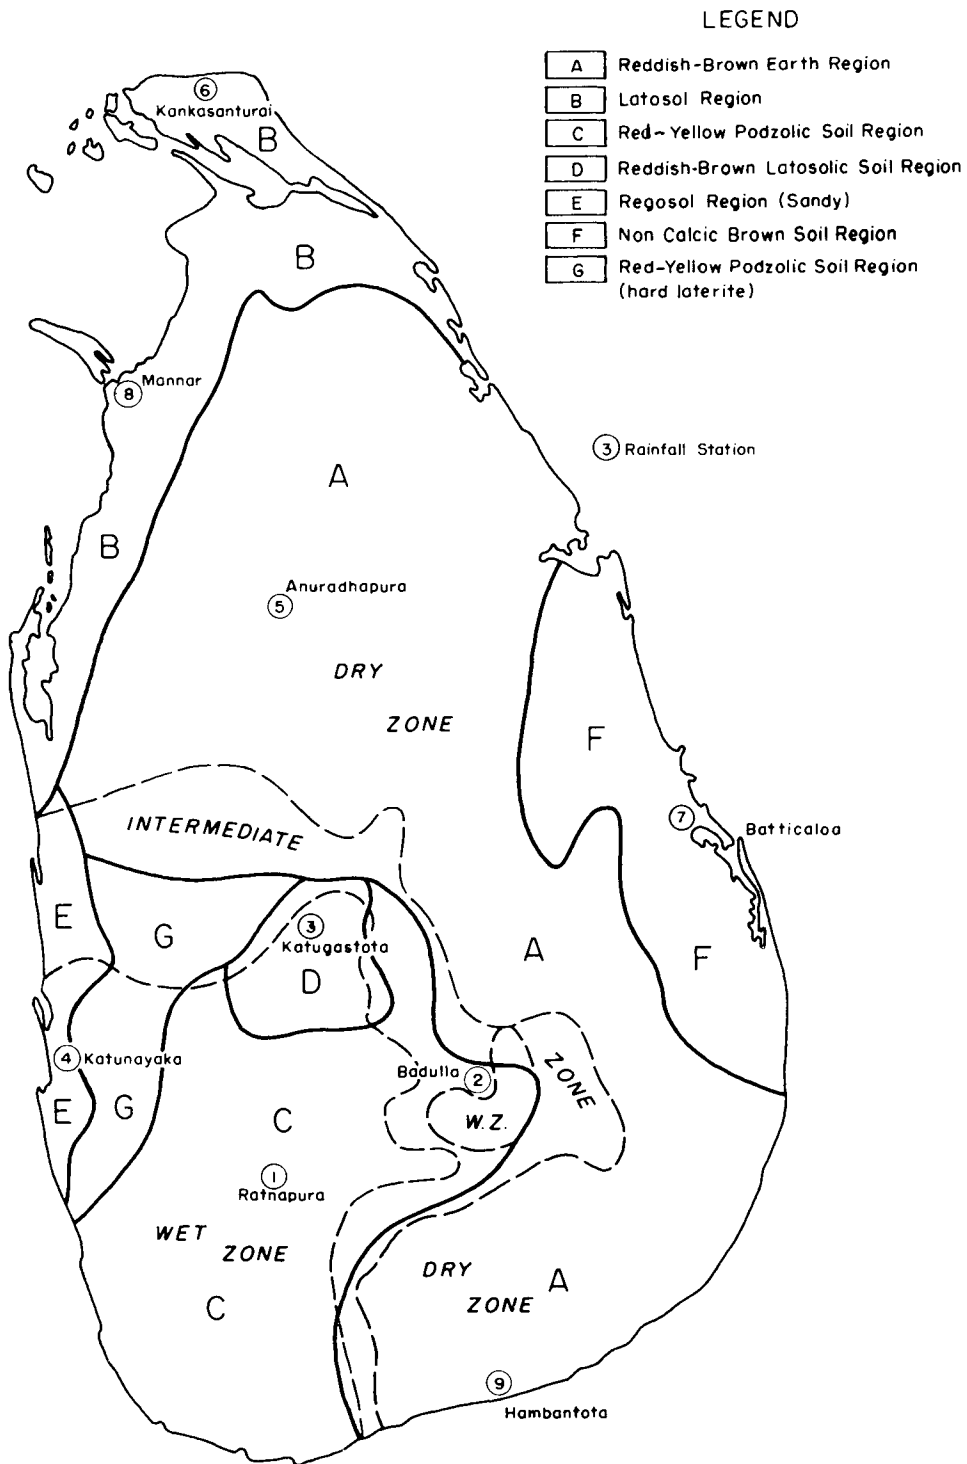 LEGEND
A Reddish-Brown Earth Region
B Latosol Region
C Red-Yellow Podzolic Soil Region
D Reddish-Brown Latosolic Soil Region
E Regosol Region (Sandy)
F Non Calcic Brown Soil Region
G Red-Yellow Podzolic Soil Region
(hard laterite)
6
Kankasanturai
B
B
8 Mannar
3 Rainfall Station
A
B
Anuradhapura
5
DRY
ZONE
F
INTERMEDIATE
7
Batticaloa
E
G
3
Katugastota
A
F
D
4 Katunayaka
Badulla 2
ZONE
E
G
C
W.Z.
1
Ratnapura
WET
ZONE
DRY
A
C
ZONE
9
Hambantota